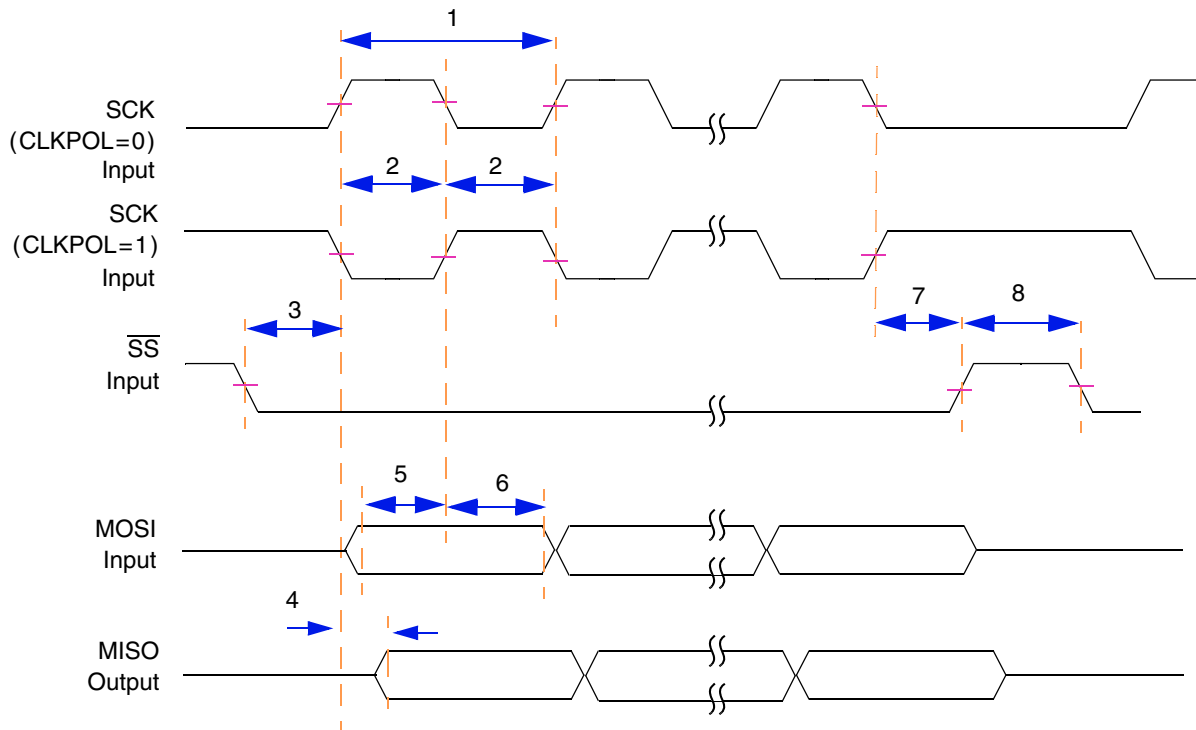 1
SCK
(CLKPOL=0)
Input
2 2
SCK
(CLKPOL=1)
Input
3
7 8
SS
Input
5 6
MOSI
Input
4
MISO
Output